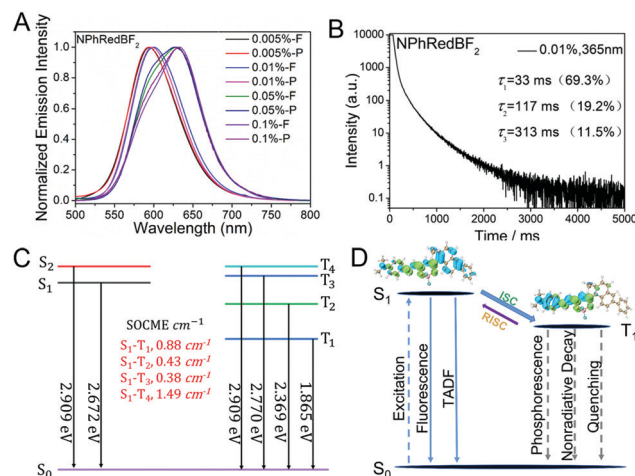 A
NPhRedBF2
0.005%-F
0.005%-P
0.01%-F
0.01%-P
0.05%-F
0.05%-P
0.1%-F
0.1%-P
Normalized Emission Intensity
1.0
0.8
0.6
0.4
0.2
0.0
500 550 600 650 700 750 800
Wavelength (nm)
B
NPhRedBF2
0.01%,365nm
τ1=33 ms (69.3%)
τ2=117 ms (19.2%)
τ3=313 ms (11.5%)
Intensity (a.u.)
10000
1000
100
10
1
0.1
0 1000 2000 3000 4000 5000
Time / ms
C
S2
S1
T4
T3
T2
T1
SOCME cm-1
S1-T1, 0.88 cm-1
S1-T2, 0.43 cm-1
S1-T3, 0.38 cm-1
S1-T4, 1.49 cm-1
2.909 eV
2.672 eV
2.909 eV
2.770 eV
2.369 eV
1.865 eV
S0
D
S1
ISC
RISC
T1
Excitation
Fluorescence
TADF
Phosphorescence
Nonradiative Decay
Quenching
S0